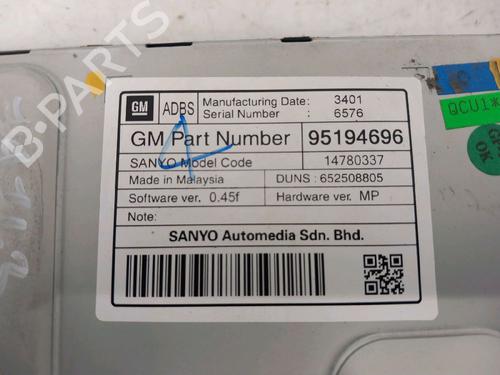 GM
ADBS
Manufacturing Date: 3401
Serial Number : 6576
GM Part Number 95194696
SANYO Model Code 14780337
Made in Malaysia DUNS : 652508805
Software ver. 0.45f Hardware ver. MP
Note:
SANYO Automedia Sdn. Bhd.
QCU1*
OK
B-PARTS